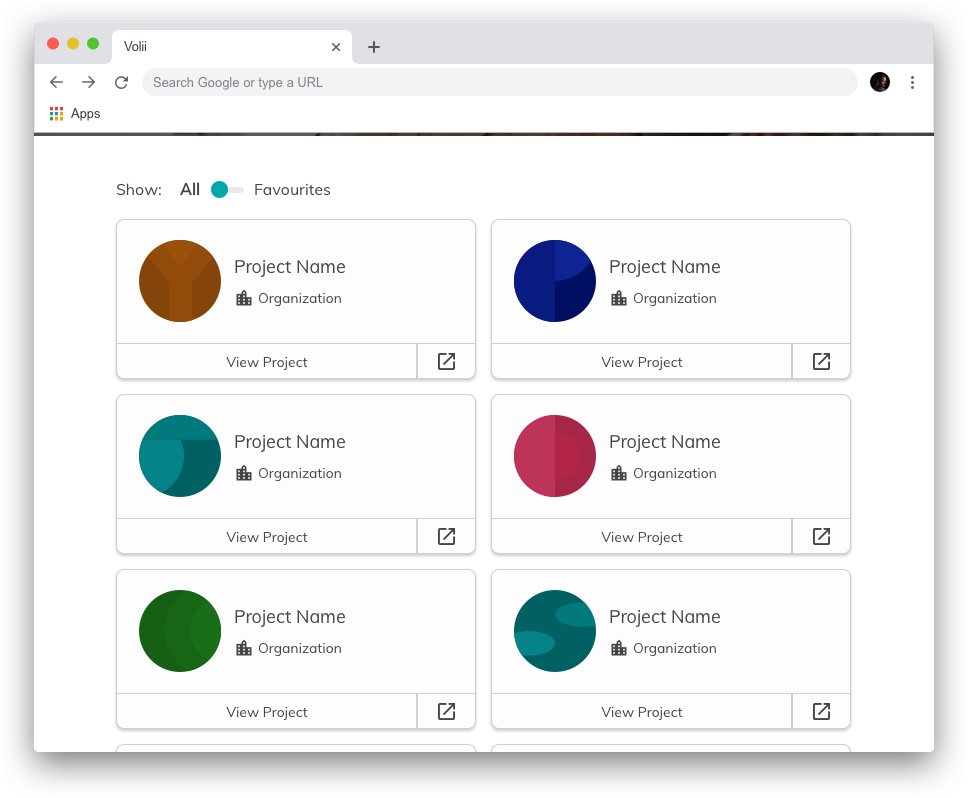 Volii
Search Google or type a URL
Apps
Show: All Favourites
Project Name
Organization
View Project
Project Name
Organization
View Project
Project Name
Organization
View Project
Project Name
Organization
View Project
Project Name
Organization
View Project
Project Name
Organization
View Project